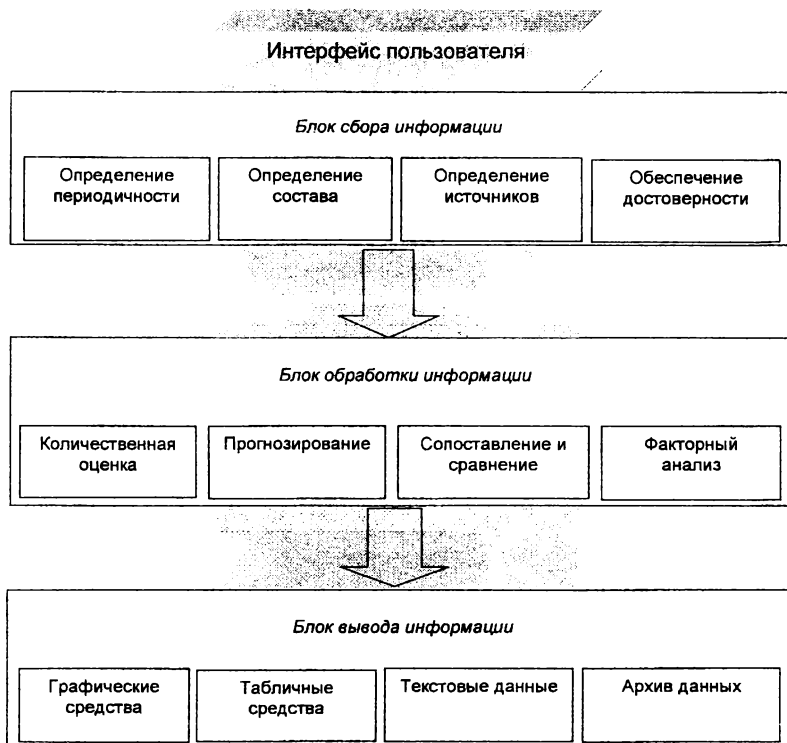 Интерфейс пользователя
Блок сбора информации
Определение
периодичности
Определение
состава
Определение
источников
Обеспечение
достоверности
Блок обработки информации
Количественная
оценка
Прогнозирование
Сопоставление и
сравнение
Факторный
анализ
Блок вывода информации
Графические
средства
Табличные
средства
Текстовые данные
Архив данных